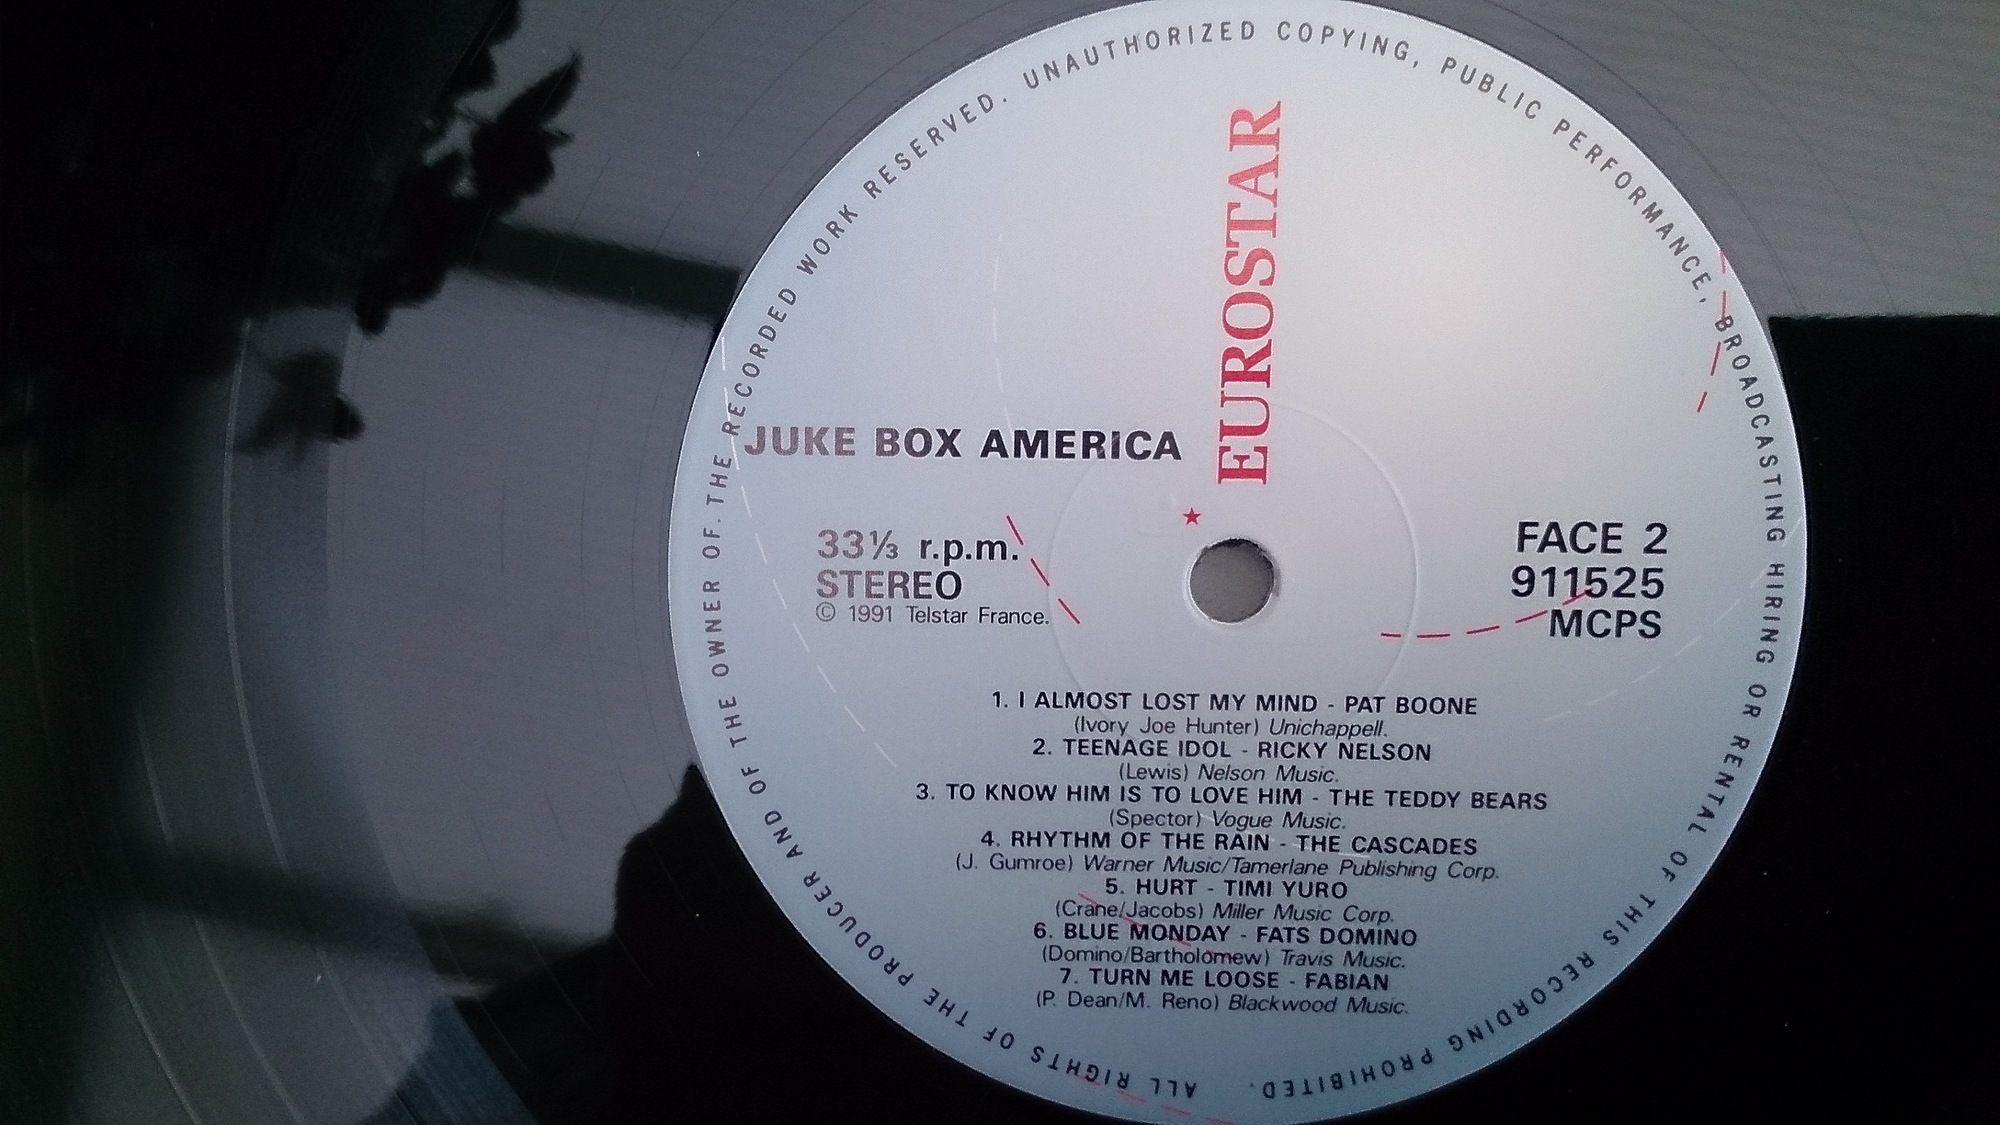 ALL RIGHTS OF THE PRODUCER AND OF THE OWNER OF THE RECORDED WORK RESERVED. UNAUTHORIZED COPYING, PUBLIC PERFORMANCE, BROADCASTING HIRING OR RENTAL OF THIS RECORDING PROHIBITED.
EUROSTAR
JUKE BOX AMERICA
33⅓ r.p.m.
STEREO
© 1991 Telstar France.
FACE 2
911525
MCPS
1. I ALMOST LOST MY MIND - PAT BOONE
(Ivory Joe Hunter) Unichappell.
2. TEENAGE IDOL - RICKY NELSON
(Lewis) Nelson Music.
3. TO KNOW HIM IS TO LOVE HIM - THE TEDDY BEARS
(Spector) Vogue Music.
4. RHYTHM OF THE RAIN - THE CASCADES
(J. Gumroe) Warner Music/Tamerlane Publishing Corp.
5. HURT - TIMI YURO
(Crane/Jacobs) Miller Music Corp.
6. BLUE MONDAY - FATS DOMINO
(Domino/Bartholomew) Travis Music.
7. TURN ME LOOSE - FABIAN
(P. Dean/M. Reno) Blackwood Music.